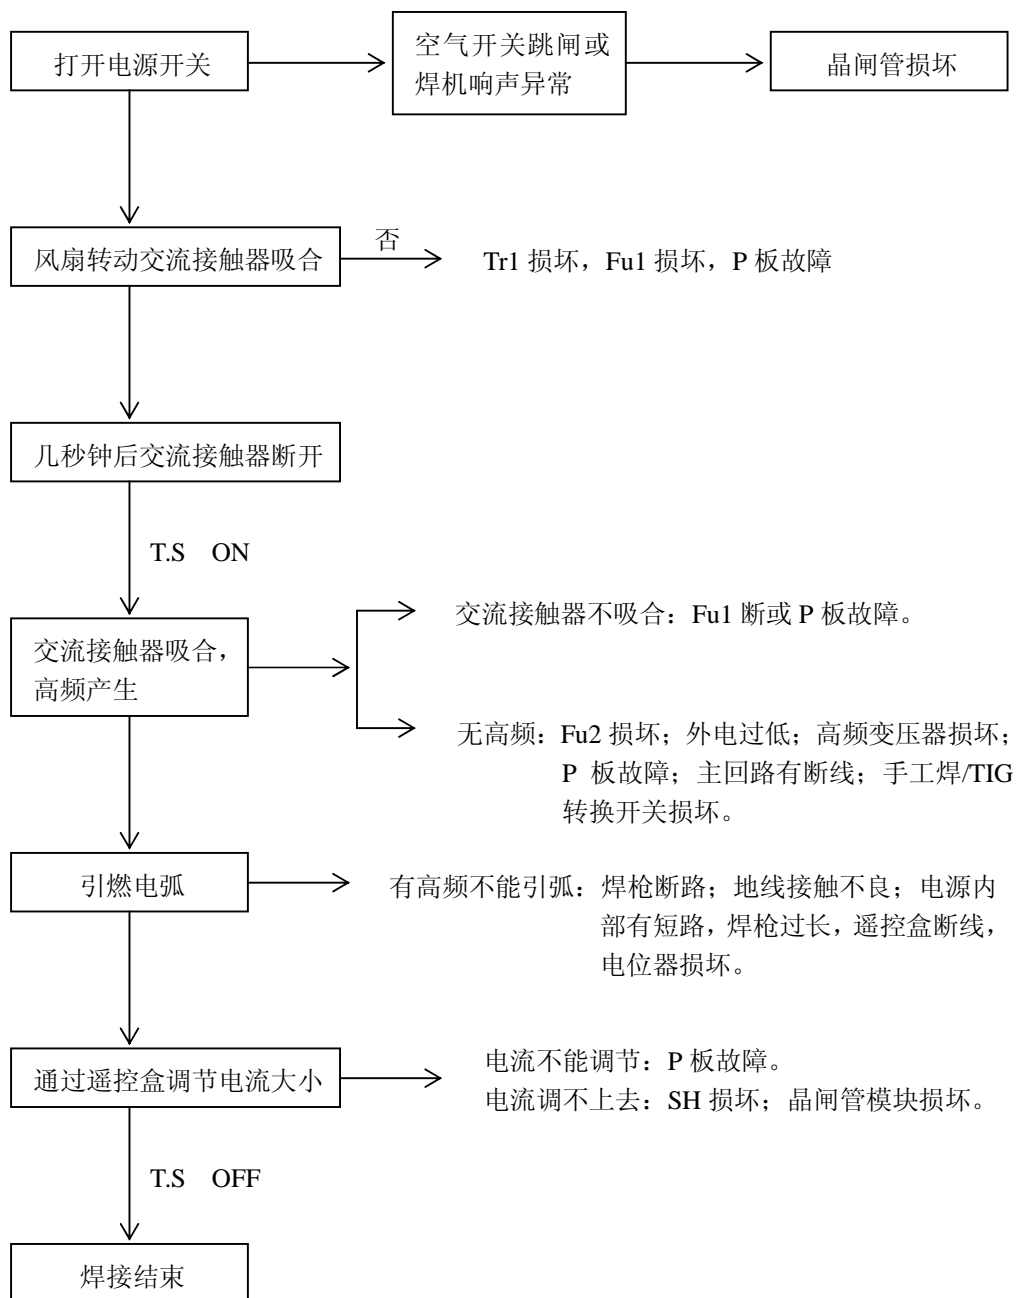 打开电源开关
空气开关跳闸或
焊机响声异常
晶闸管损坏
风扇转动交流接触器吸合
否
Tr1 损坏，Fu1 损坏，P 板故障
几秒钟后交流接触器断开
T.S ON
交流接触器吸合，
高频产生
交流接触器不吸合：Fu1 断或 P 板故障。
无高频：Fu2 损坏；外电过低；高频变压器损坏；
P 板故障；主回路有断线；手工焊/TIG
转换开关损坏。
引燃电弧
有高频不能引弧：焊枪断路；地线接触不良；电源内
部有短路，焊枪过长，遥控盒断线，
电位器损坏。
通过遥控盒调节电流大小
电流不能调节：P 板故障。
电流调不上去：SH 损坏；晶闸管模块损坏。
T.S OFF
焊接结束